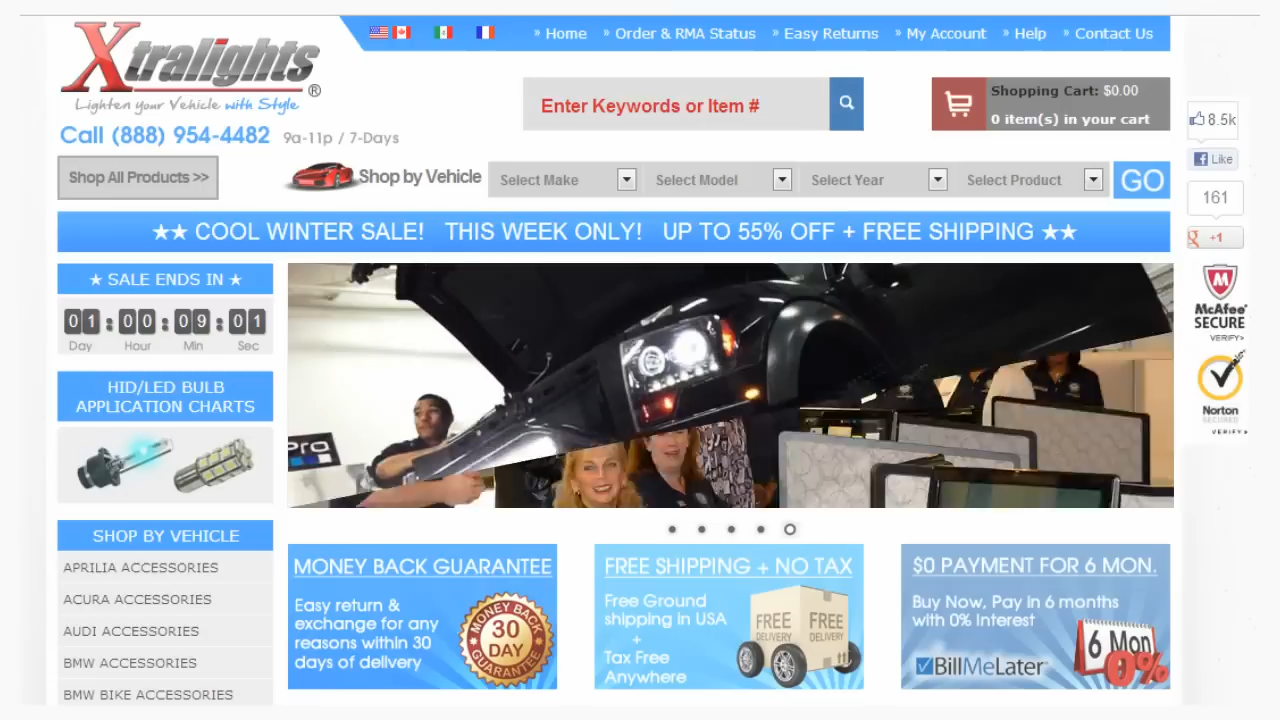 Xtralights®
Lighten your Vehicle with Style
Call (888) 954-4482 9a-11p / 7-Days
» Home » Order & RMA Status » Easy Returns » My Account » Help » Contact Us
Enter Keywords or Item #
Shopping Cart: $0.00
0 item(s) in your cart
Shop All Products >>
Shop by Vehicle
Select Make Select Model Select Year Select Product GO
★★ COOL WINTER SALE! THIS WEEK ONLY! UP TO 55% OFF + FREE SHIPPING ★★
8.5k
Like
161
+1
McAfee
SECURE
VERIFY>
Norton
SECURED
VERIFY>
★ SALE ENDS IN ★
01 : 00 : 09 : 01
Day Hour Min Sec
HID/LED BULB
APPLICATION CHARTS
pro
SHOP BY VEHICLE
APRILIA ACCESSORIES
ACURA ACCESSORIES
AUDI ACCESSORIES
BMW ACCESSORIES
BMW BIKE ACCESSORIES
MONEY BACK GUARANTEE
Easy return &
exchange for any
reasons within 30
days of delivery
MONEY BACK
30
DAY
GUARANTEE
FREE SHIPPING + NO TAX
Free Ground
shipping in USA
+
Tax Free
Anywhere
FREE
DELIVERY
FREE
DELIVERY
$0 PAYMENT FOR 6 MON.
Buy Now, Pay in 6 months
with 0% Interest
BillMeLater
6 Mon
0%